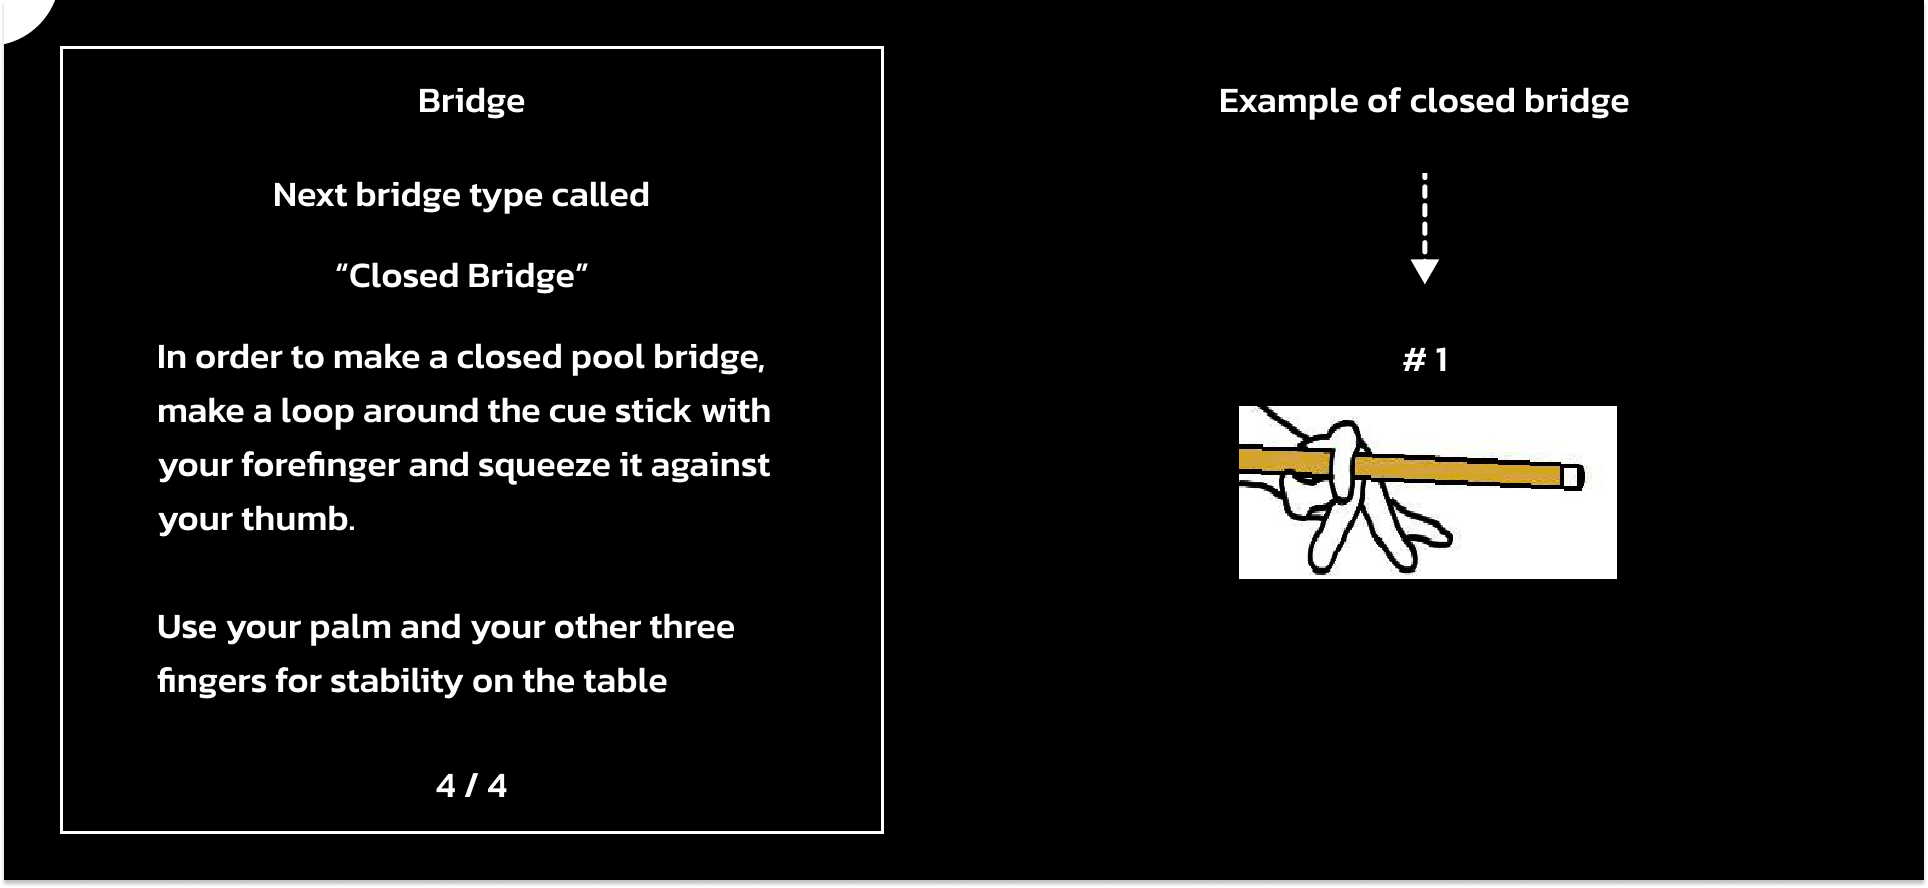 Bridge
Next bridge type called
“Closed Bridge”
In order to make a closed pool bridge,
make a loop around the cue stick with
your forefinger and squeeze it against
your thumb.
Use your palm and your other three
fingers for stability on the table
4 / 4
Example of closed bridge
# 1